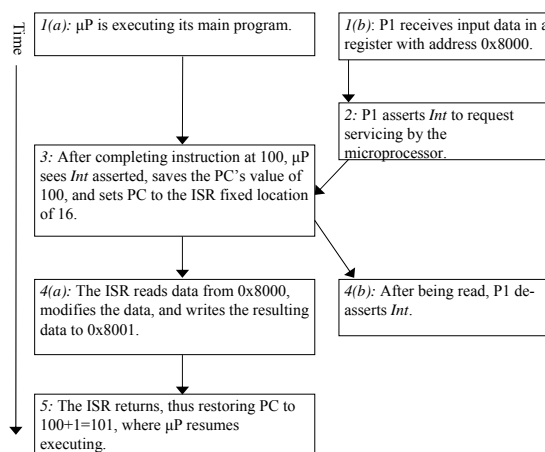 Time
1(a): μP is executing its main program.
1(b): P1 receives input data in a
register with address 0x8000.
2: P1 asserts Int to request
servicing by the
microprocessor.
3: After completing instruction at 100, μP
sees Int asserted, saves the PC’s value of
100, and sets PC to the ISR fixed location
of 16.
4(a): The ISR reads data from 0x8000,
modifies the data, and writes the resulting
data to 0x8001.
4(b): After being read, P1 de-
asserts Int.
5: The ISR returns, thus restoring PC to
100+1=101, where μP resumes
executing.